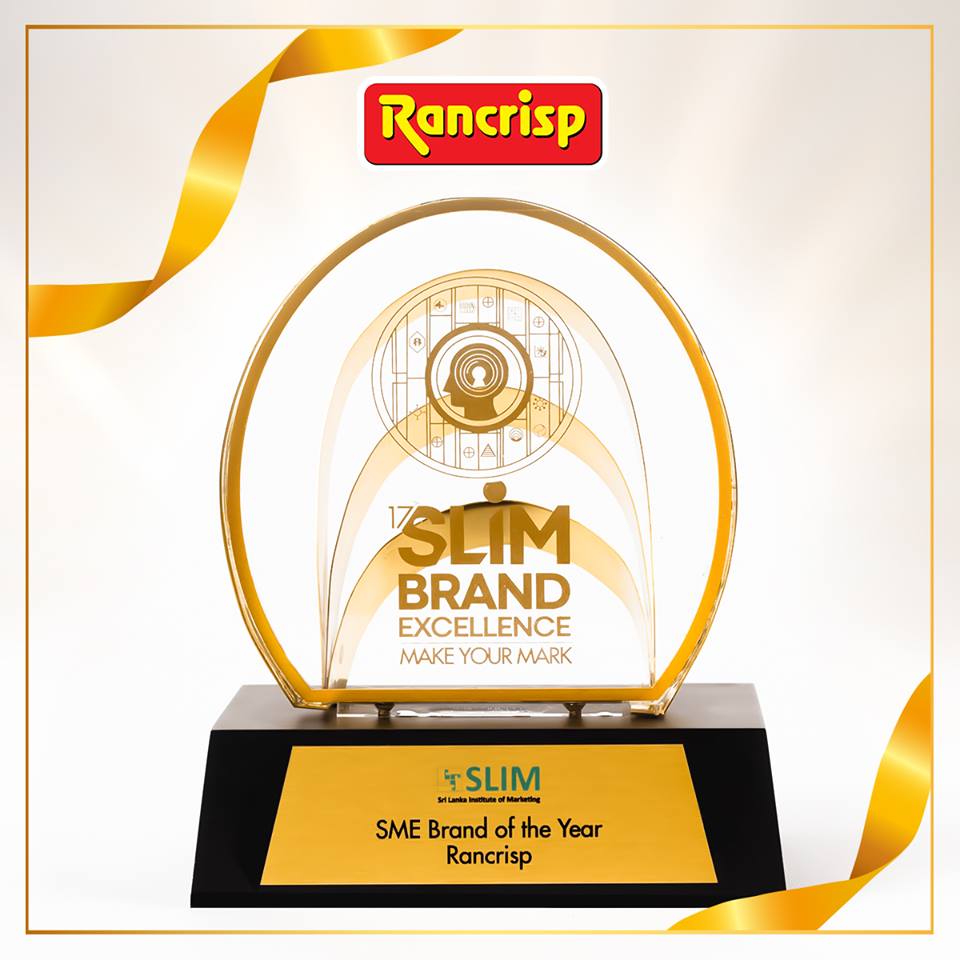 Rancrisp
17
SLIM
BRAND
EXCELLENCE
MAKE YOUR MARK
SLIM
Sri Lanka Institute of Marketing
SME Brand of the Year
Rancrisp